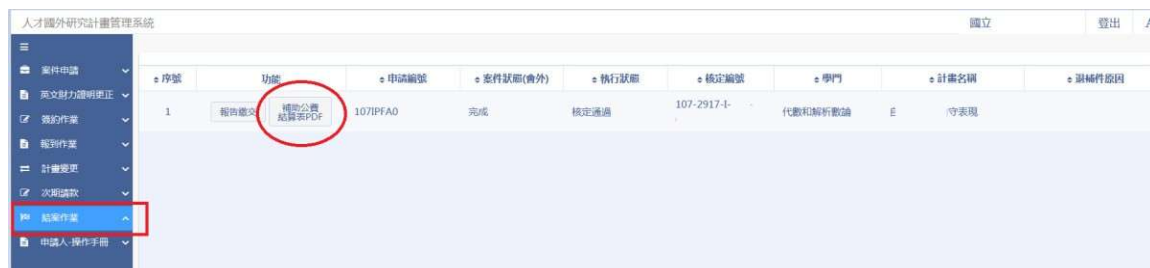 人才國外研究計畫管理系統 國立 登出
案件申請
英文財力證明更正
簽約作業
報到作業
計畫變更
次期請款
結案作業
申請人-操作手冊
序號 功能 申請編號 案件狀態(會外) 執行狀態 核定編號 學門 計畫名稱 退補件原因
1 報告繳交 補助公費 結算表PDF 107IPFA0 完成 核定通過 107-2917-I- 代數和解析數論 守表現